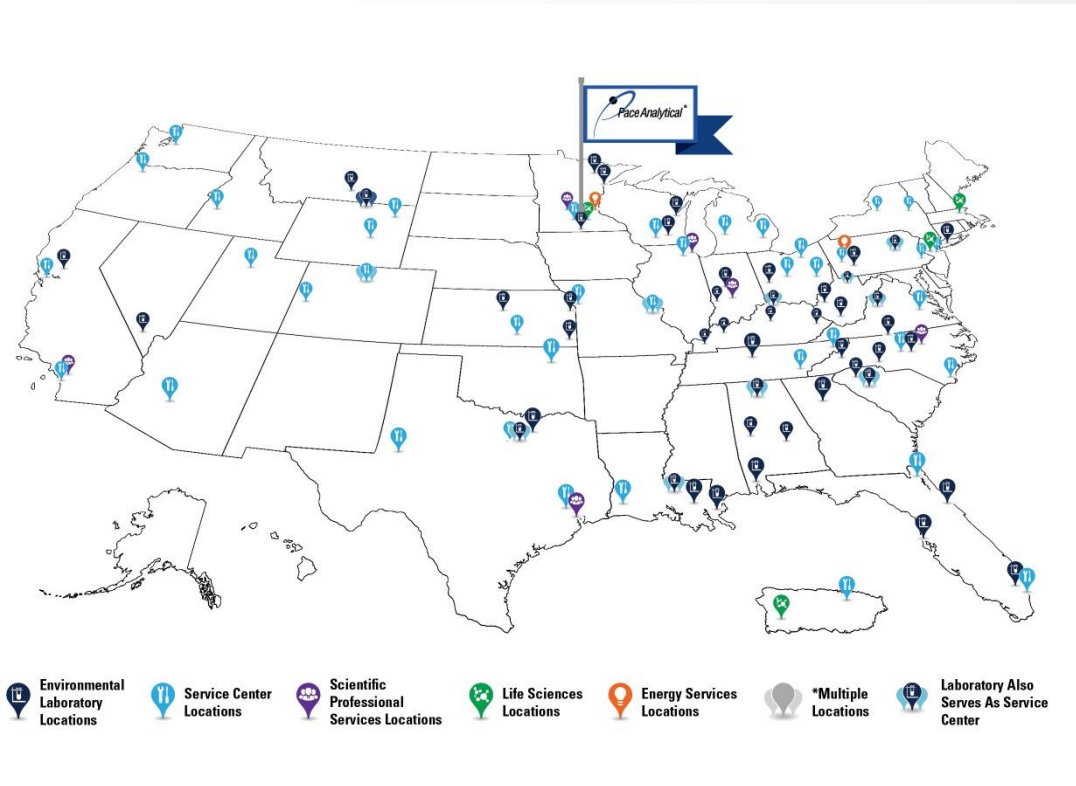 Pace Analytical®
Environmental
Laboratory
Locations
Service Center
Locations
Scientific
Professional
Services Locations
Life Sciences
Locations
Energy Services
Locations
*Multiple
Locations
Laboratory Also
Serves As Service
Center